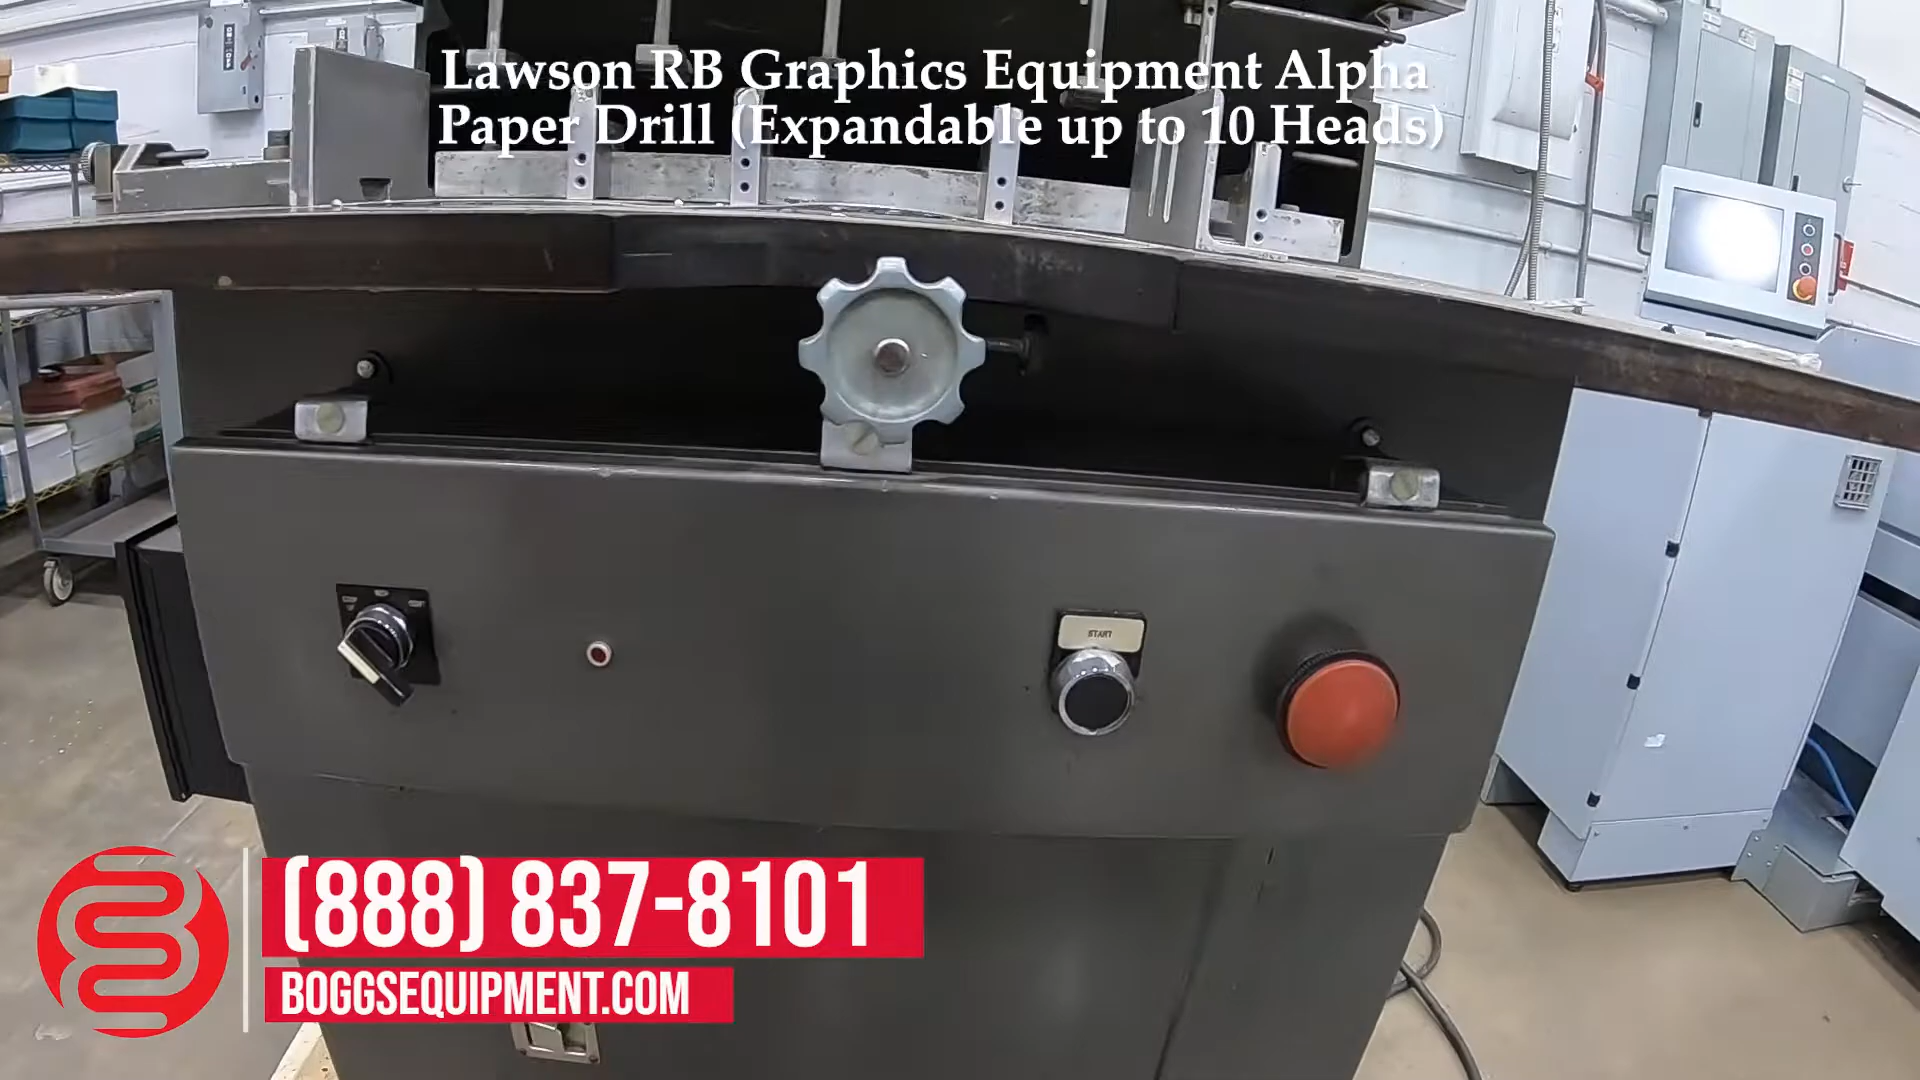 Lawson RB Graphics Equipment Alpha
Paper Drill (Expandable up to 10 Heads)
START
(888) 837-8101
BOGGSEQUIPMENT.COM